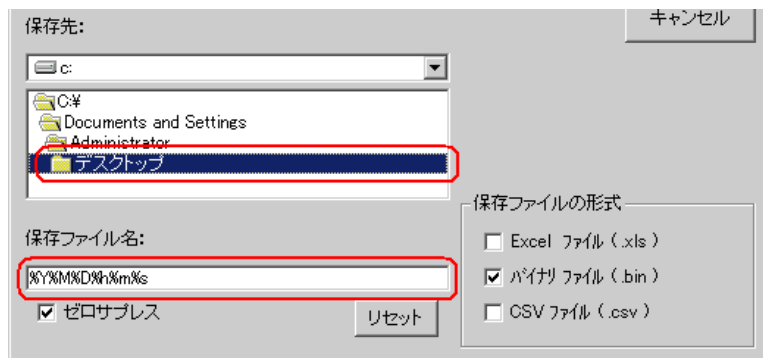 保存先:
キャンセル
c:
C:¥
Documents and Settings
Administrator
デスクトップ
保存ファイル名:
%Y%M%D%h%m%s
ゼロサプレス
リセット
保存ファイルの形式
Excel ファイル ( .xls )
バイナリ ファイル ( .bin )
CSV ファイル ( .csv )